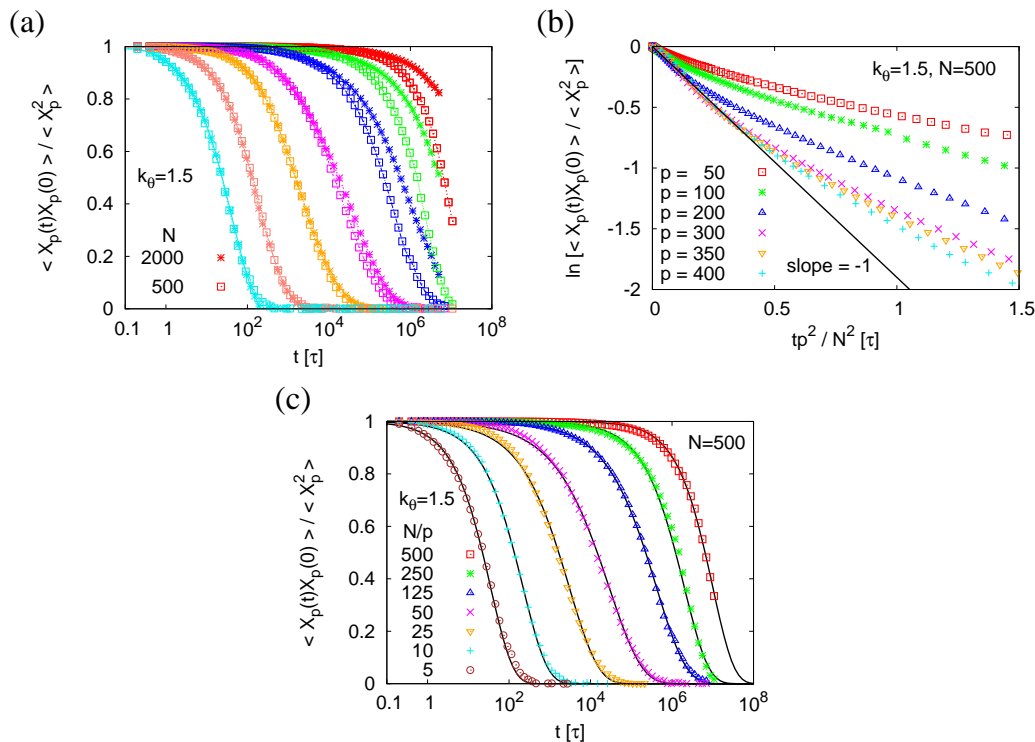 (a)
< X_p(t)X_p(0) > / < X_p^2 >
1
0.8
0.6
0.4
0.2
0
k_θ=1.5
N
2000
500
0.1 1 10^2 10^4 10^6 10^8
t [τ]
(b)
ln [< X_p(t)X_p(0) > / < X_p^2 >]
0
-0.5
-1
-1.5
-2
k_θ=1.5, N=500
p = 50
p = 100
p = 200
p = 300
p = 350
p = 400
slope = -1
0 0.5 1 1.5
tp^2 / N^2 [τ]
(c)
< X_p(t)X_p(0) > / < X_p^2 >
1
0.8
0.6
0.4
0.2
0
N=500
k_θ=1.5
N/p
500
250
125
50
25
10
5
0.1 1 10^2 10^4 10^6 10^8
t [τ]